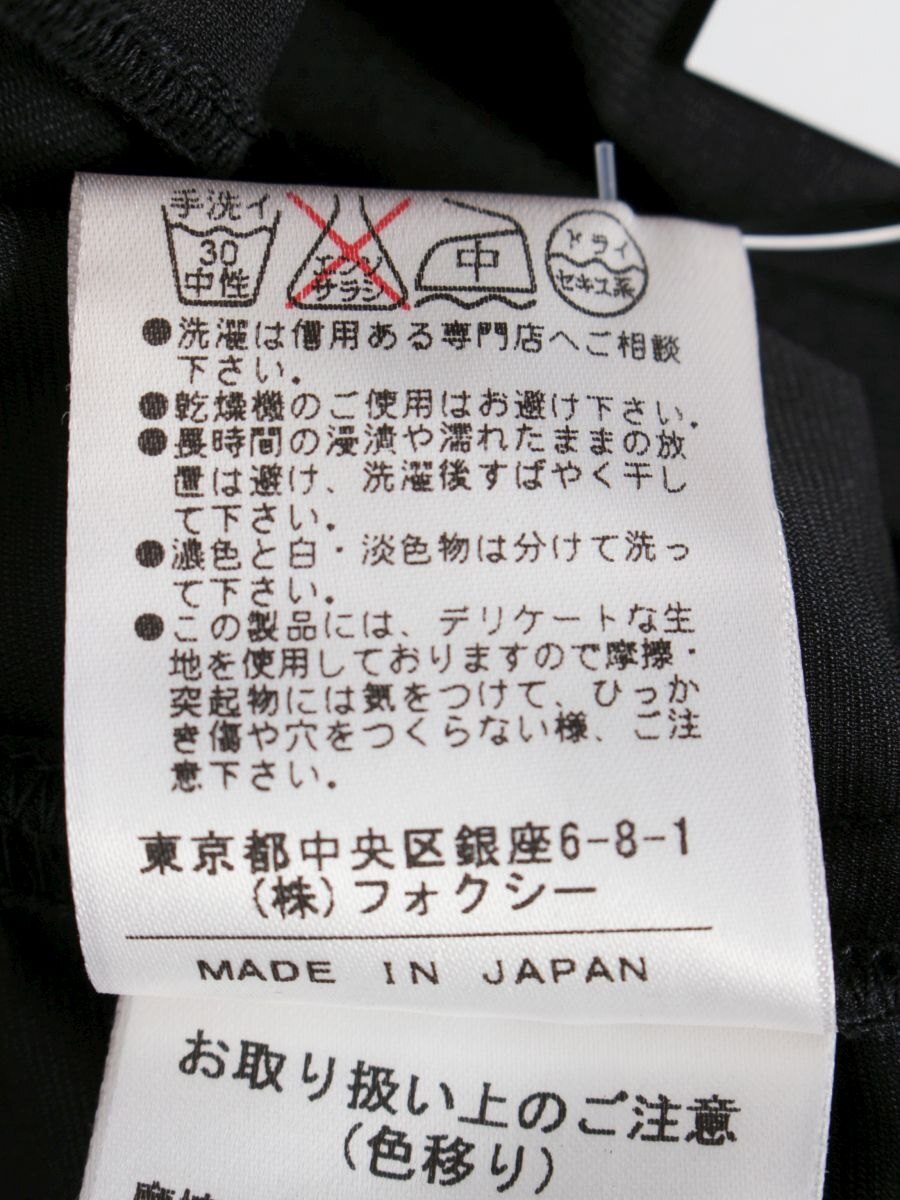 手洗イ
30
中性
エンソ
サラシ
中
ドライ
セキユ系
●洗濯は信用ある専門店へご相談
下さい.
●乾燥機のご使用はお避け下さい.
●長時間の浸漬や濡れたままの放
置は避け、洗濯後すばやく干し
て下さい.
●濃色と白・淡色物は分けて洗っ
て下さい.
●この製品には、デリケートな生
地を使用しておりますので摩擦・
突起物には気をつけて、ひっか
き傷や穴をつくらない様、ご注
意下さい.
東京都中央区銀座6-8-1
(株)フォクシー
MADE IN JAPAN
お取り扱い上のご注意
(色移り)